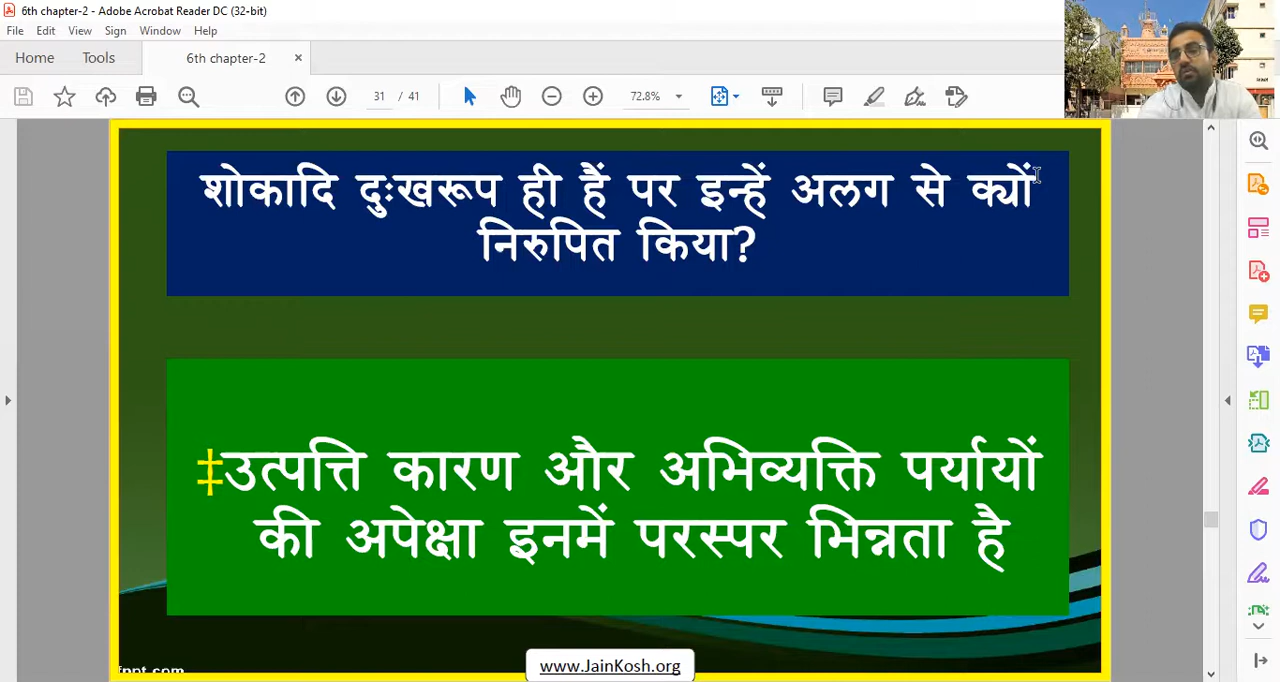 6th chapter-2 - Adobe Acrobat Reader DC (32-bit)
File Edit View Sign Window Help
Home Tools 6th chapter-2 ×
31 / 41 72.8%
शोकादि दुःखरूप ही हैं पर इन्हें अलग से क्यों
निरुपित किया?
‡उत्पत्ति कारण और अभिव्यक्ति पर्यायों
की अपेक्षा इनमें परस्पर भिन्नता है
fppt.com
www.JainKosh.org